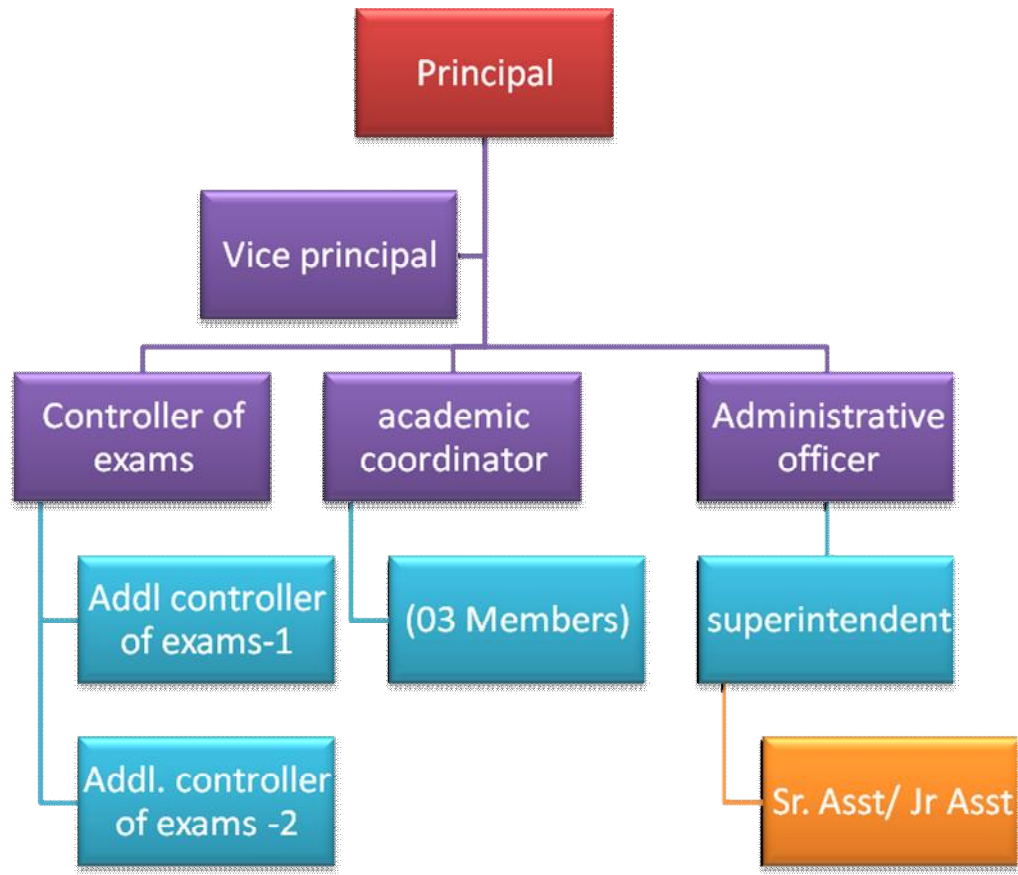 Principal
Vice principal
Controller of
exams
academic
coordinator
Administrative
officer
Addl controller
of exams-1
(03 Members)
superintendent
Addl. controller
of exams -2
Sr. Asst/ Jr Asst